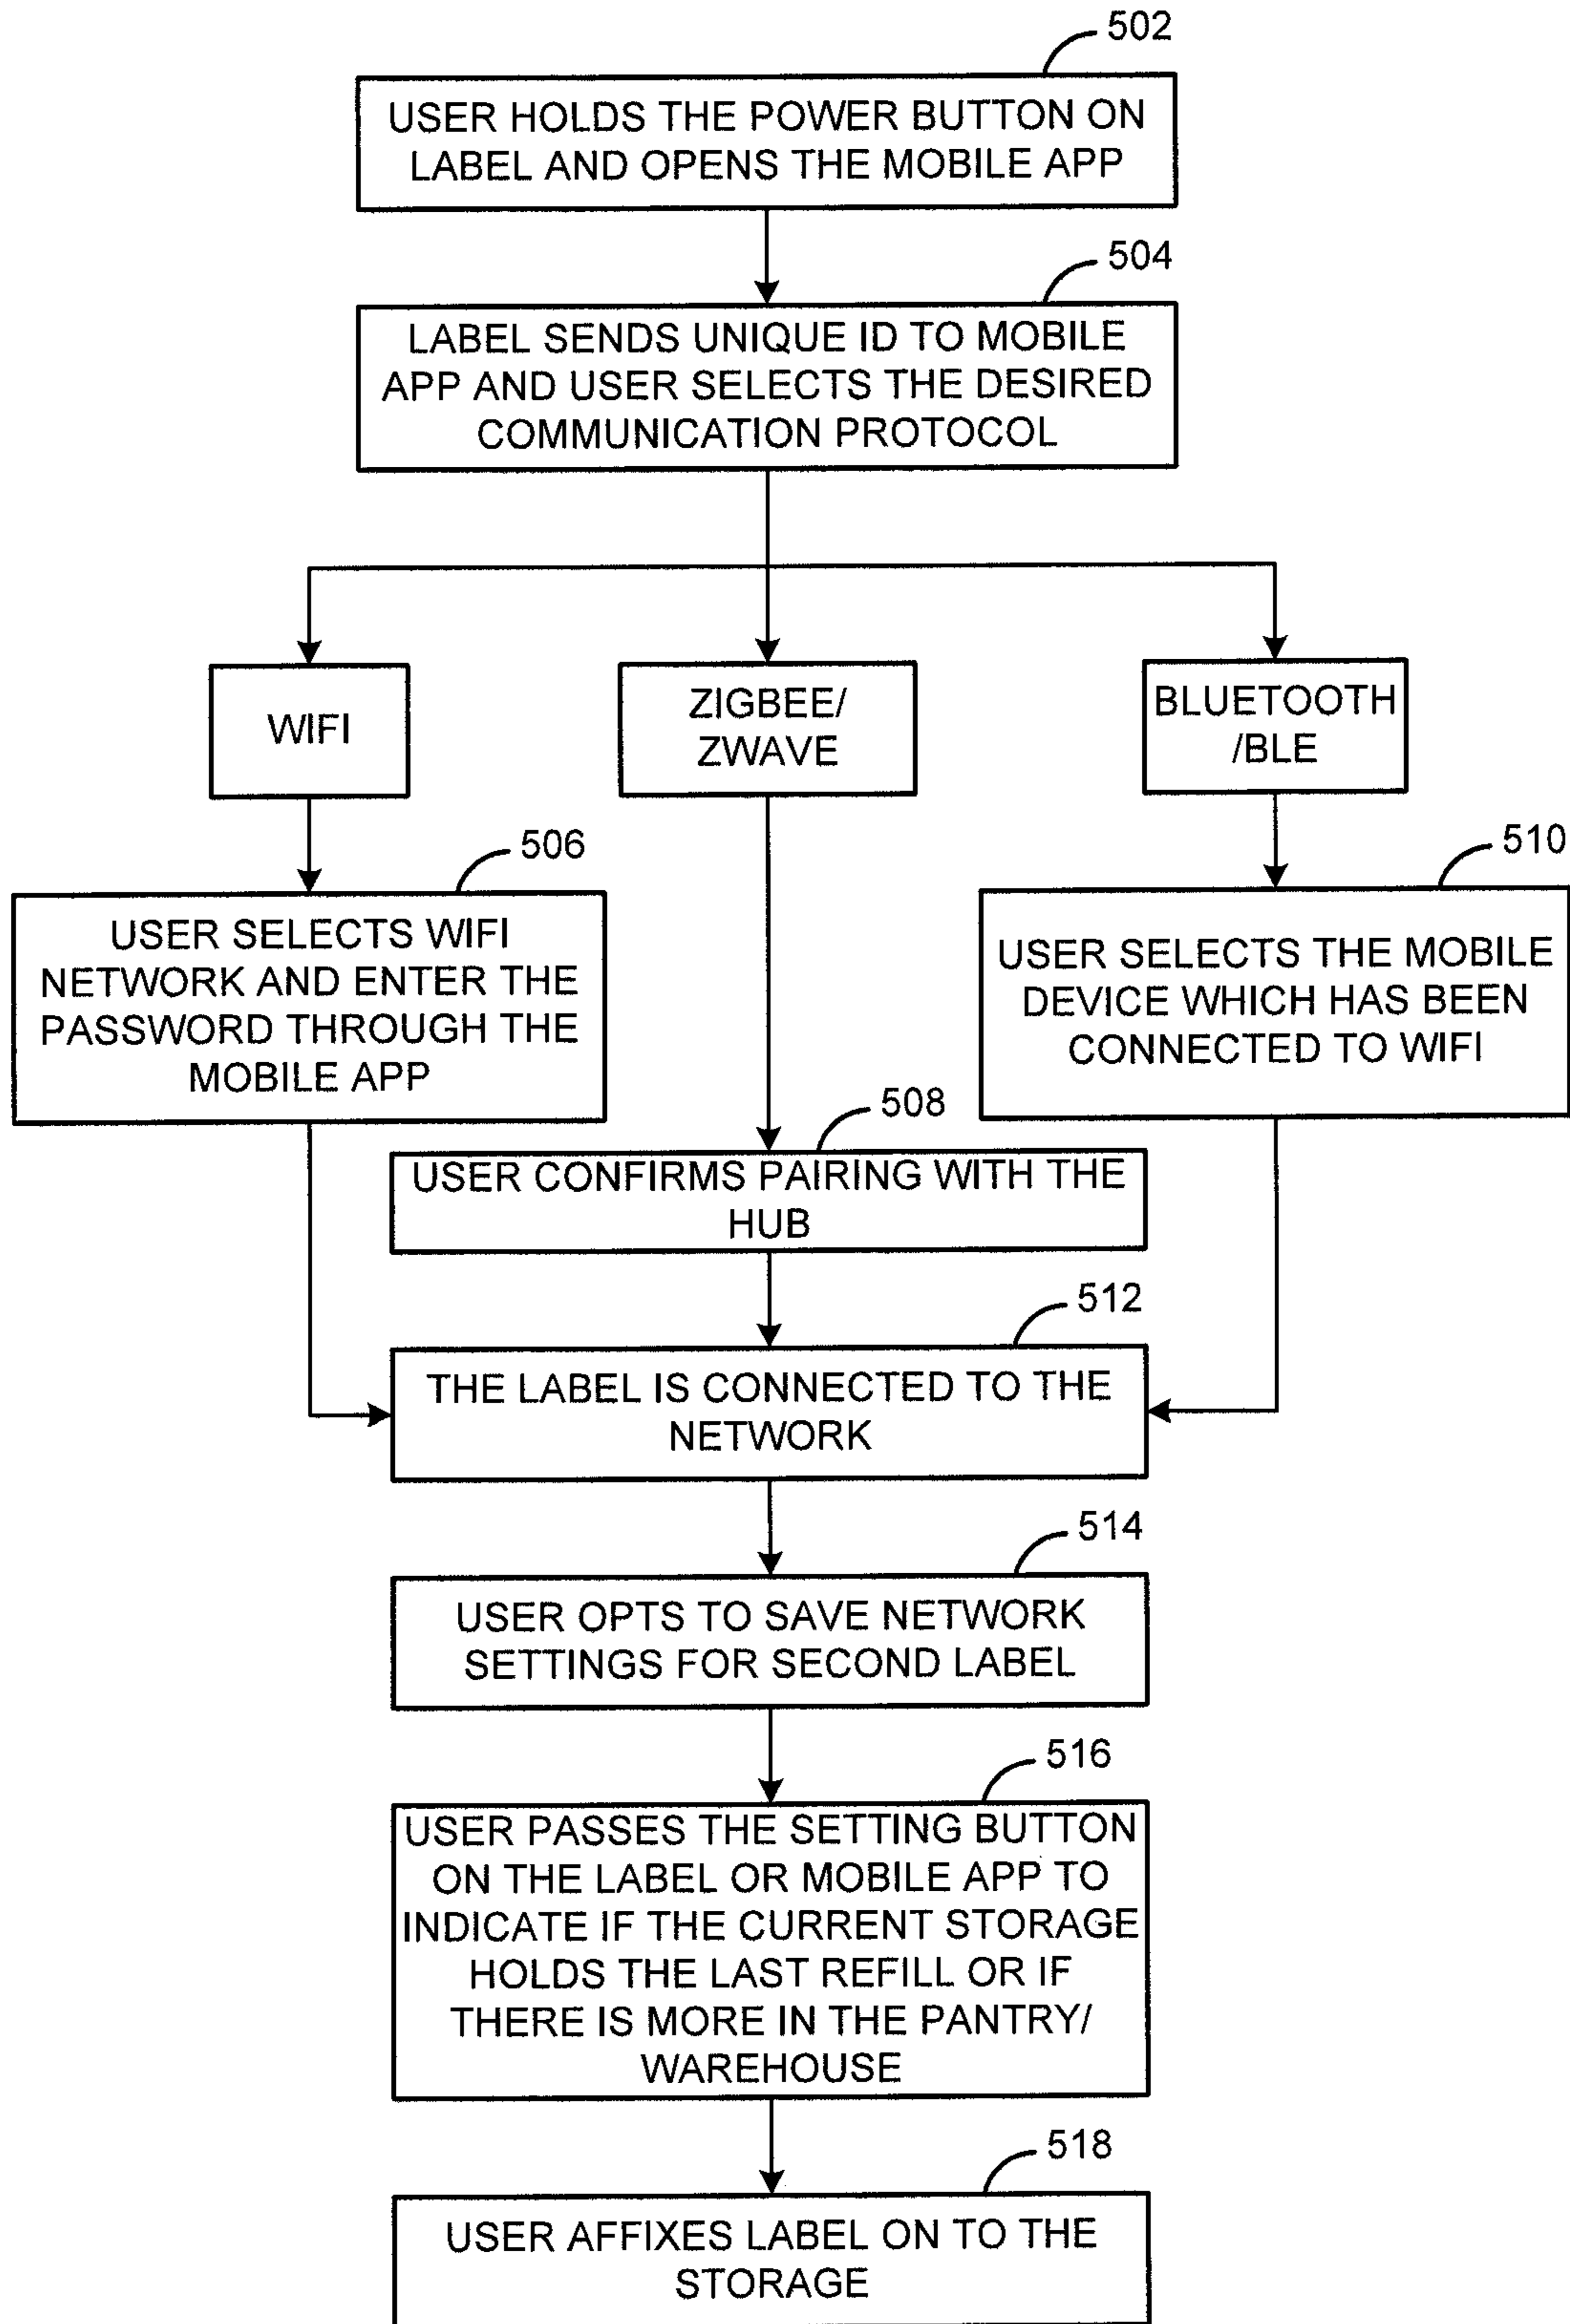 502
USER HOLDS THE POWER BUTTON ON
LABEL AND OPENS THE MOBILE APP
504
LABEL SENDS UNIQUE ID TO MOBILE
APP AND USER SELECTS THE DESIRED
COMMUNICATION PROTOCOL
WIFI
ZIGBEE/
ZWAVE
BLUETOOTH
/BLE
506
USER SELECTS WIFI
NETWORK AND ENTER THE
PASSWORD THROUGH THE
MOBILE APP
510
USER SELECTS THE MOBILE
DEVICE WHICH HAS BEEN
CONNECTED TO WIFI
508
USER CONFIRMS PAIRING WITH THE
HUB
512
THE LABEL IS CONNECTED TO THE
NETWORK
514
USER OPTS TO SAVE NETWORK
SETTINGS FOR SECOND LABEL
516
USER PASSES THE SETTING BUTTON
ON THE LABEL OR MOBILE APP TO
INDICATE IF THE CURRENT STORAGE
HOLDS THE LAST REFILL OR IF
THERE IS MORE IN THE PANTRY/
WAREHOUSE
518
USER AFFIXES LABEL ON TO THE
STORAGE